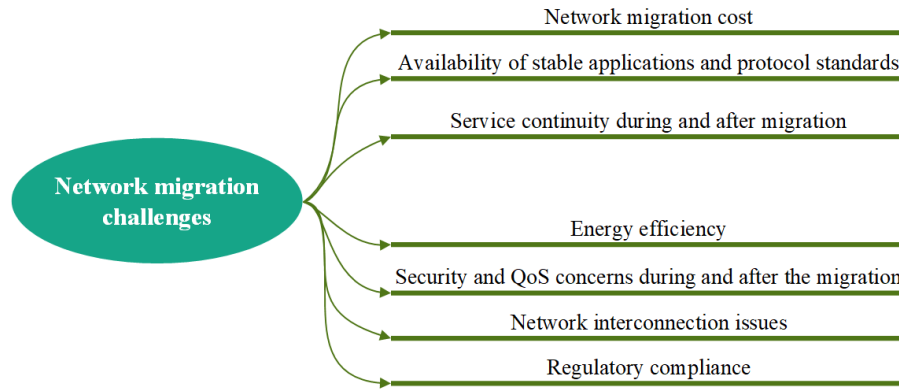 Network migration cost
Availability of stable applications and protocol standards
Service continuity during and after migration
Network migration
challenges
Energy efficiency
Security and QoS concerns during and after the migration
Network interconnection issues
Regulatory compliance